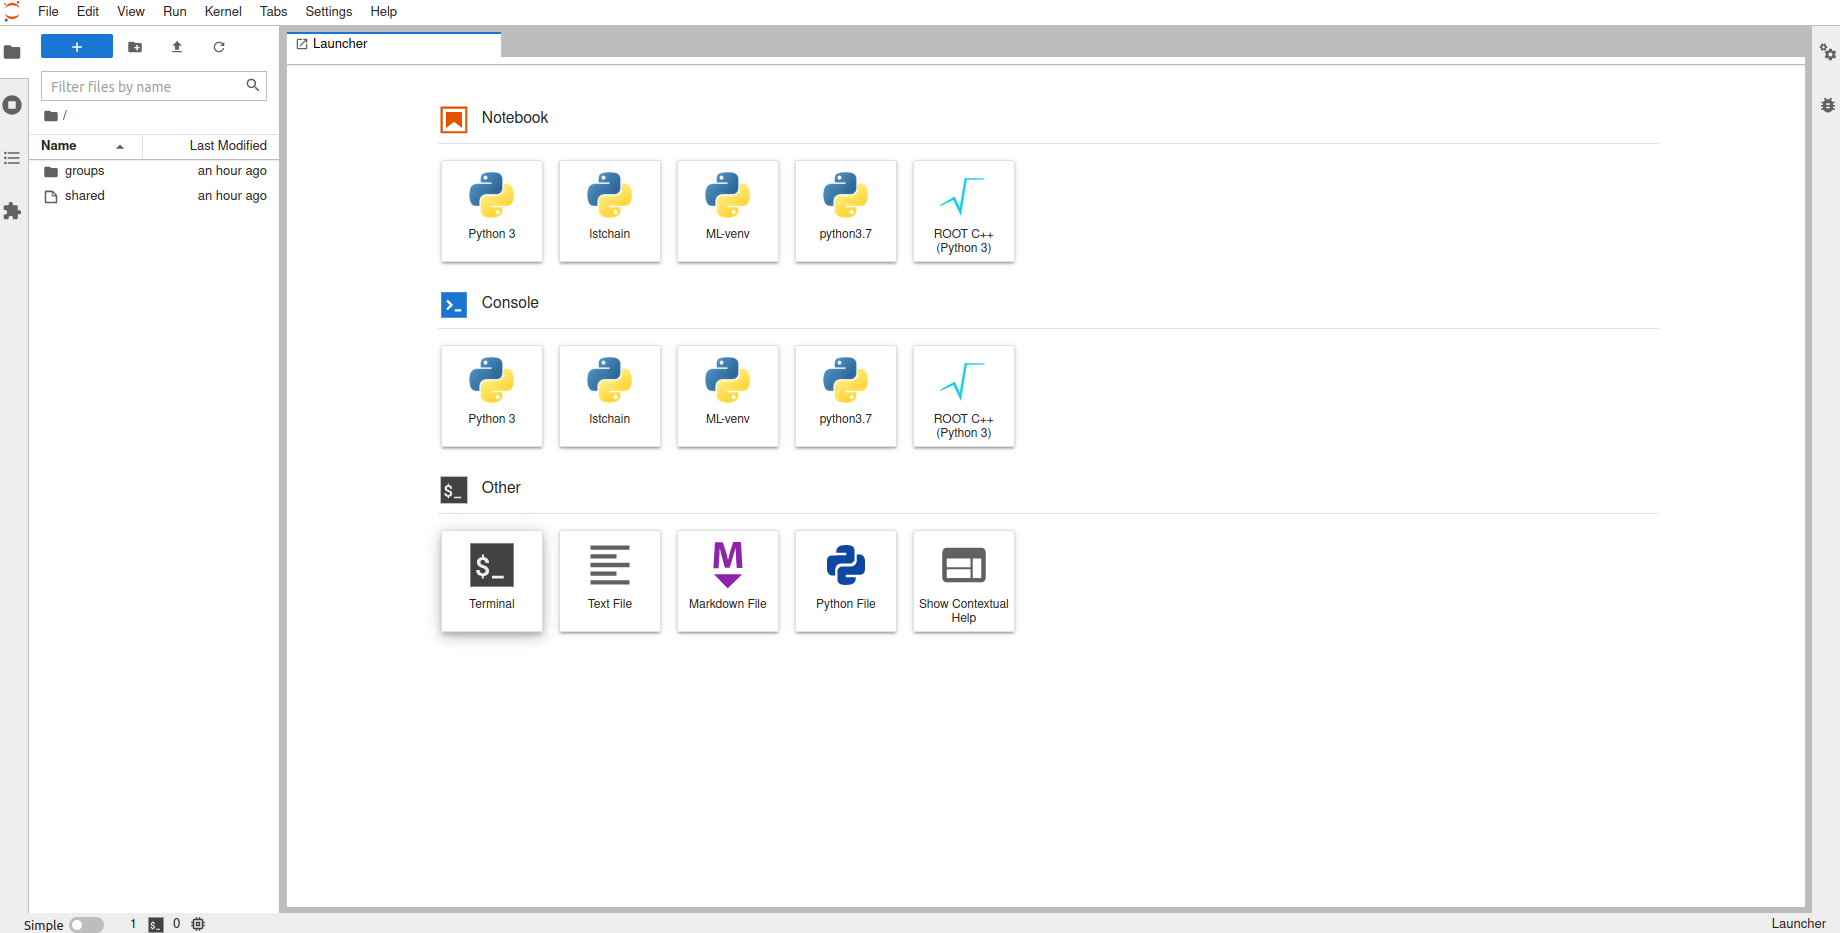 File Edit View Run Kernel Tabs Settings Help
+
Filter files by name
/
Name Last Modified
groups an hour ago
shared an hour ago
Launcher
Notebook
Python 3 lstchain ML-venv python3.7 ROOT C++
(Python 3)
Console
>_
Python 3 lstchain ML-venv python3.7 ROOT C++
(Python 3)
$_ Other
$_ M
Terminal Text File Markdown File Python File Show Contextual
Help
Simple 1 $_ 0 Launcher